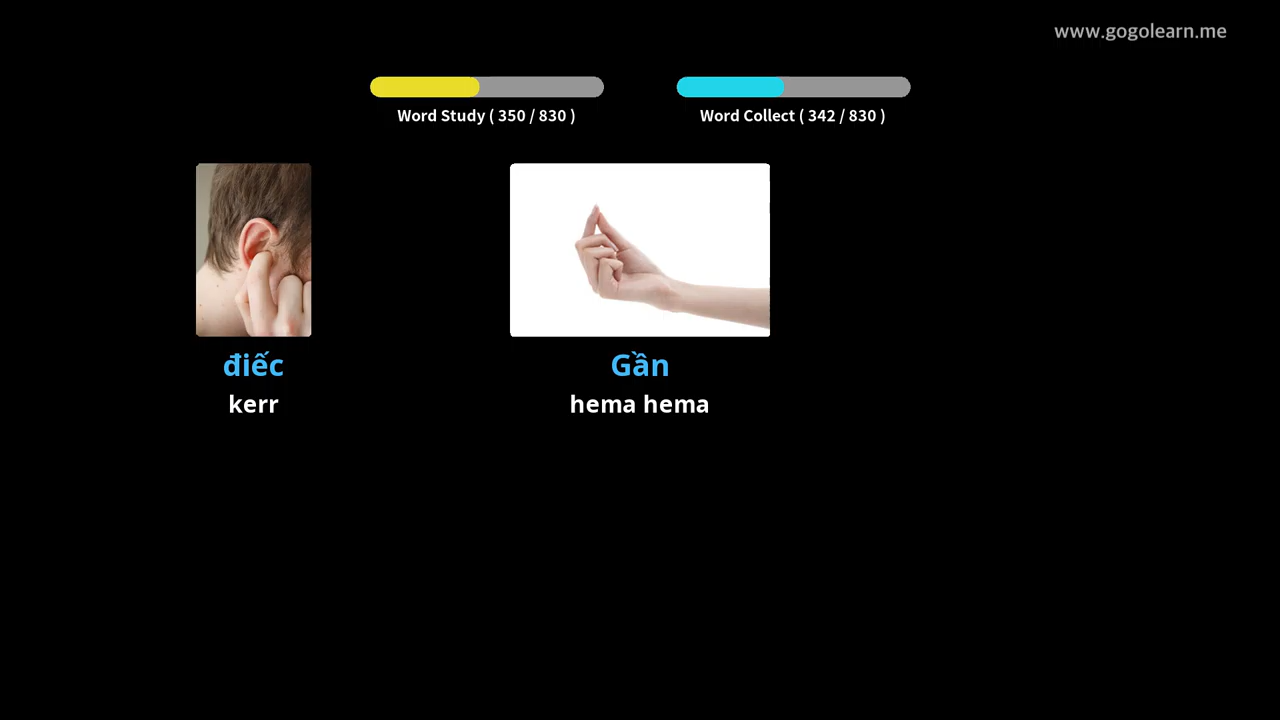 www.gogolearn.me
Word Study ( 350 / 830 )
Word Collect ( 342 / 830 )
điếc
kerr
Gần
hema hema